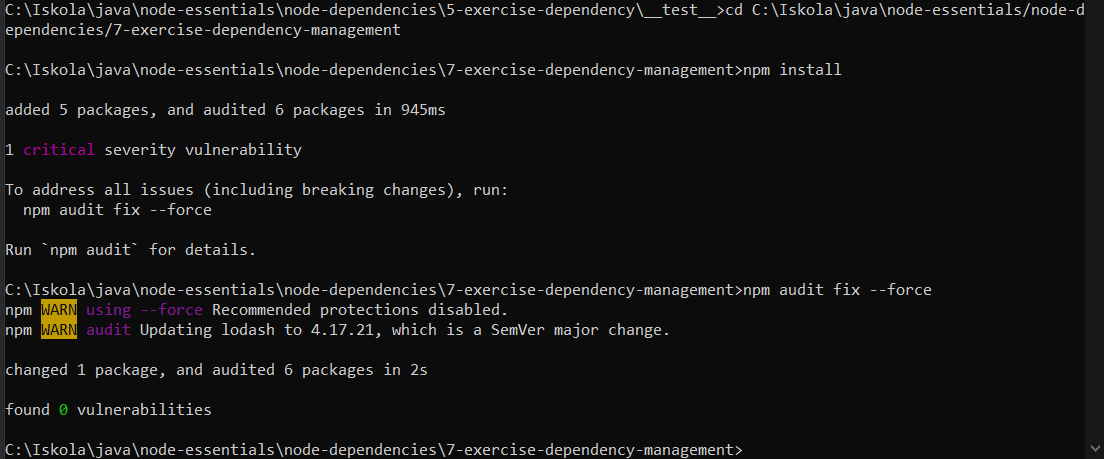 C:\Iskola\java\node-essentials\node-dependencies\5-exercise-dependency\__test__>cd C:\Iskola\java\node-essentials/node-d
ependencies/7-exercise-dependency-management
C:\Iskola\java\node-essentials\node-dependencies\7-exercise-dependency-management>npm install
added 5 packages, and audited 6 packages in 945ms
1 critical severity vulnerability
To address all issues (including breaking changes), run:
  npm audit fix --force
Run `npm audit` for details.
C:\Iskola\java\node-essentials\node-dependencies\7-exercise-dependency-management>npm audit fix --force
npm WARN using --force Recommended protections disabled.
npm WARN audit Updating lodash to 4.17.21, which is a SemVer major change.
changed 1 package, and audited 6 packages in 2s
found 0 vulnerabilities
C:\Iskola\java\node-essentials\node-dependencies\7-exercise-dependency-management>